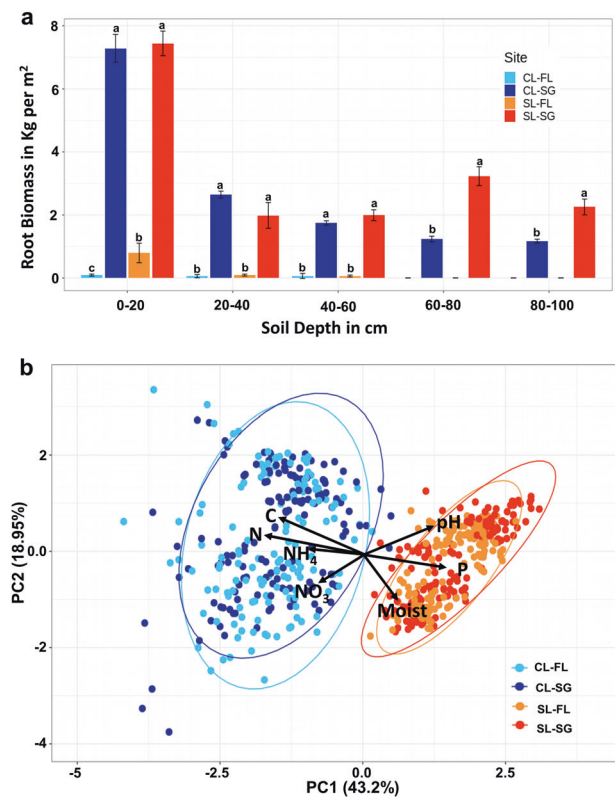 a
Root Biomass in Kg per m²
8
6
4
2
0
a
a
c
b
a
a
b
b
a
a
b
b
b
a
b
a
Site
CL-FL
CL-SG
SL-FL
SL-SG
0-20
20-40
40-60
60-80
80-100
Soil Depth in cm
b
PC2 (18.95%)
2
0.0
-2
-4
C
N
NH₄
NO₃
pH
P
Moist
CL-FL
CL-SG
SL-FL
SL-SG
-5
-2.5
0.0
2.5
PC1 (43.2%)